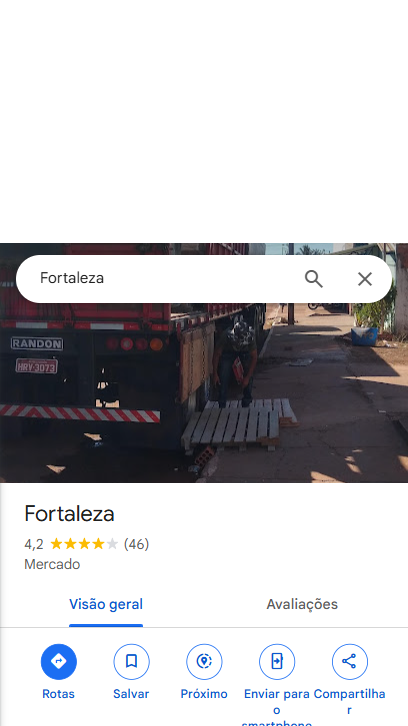 Fortaleza
RANDON
HRY-3073
Fortaleza
4,2 (46)
Mercado
Visão geral Avaliações
Rotas Salvar Próximo Enviar para o smartphone Compartilhar